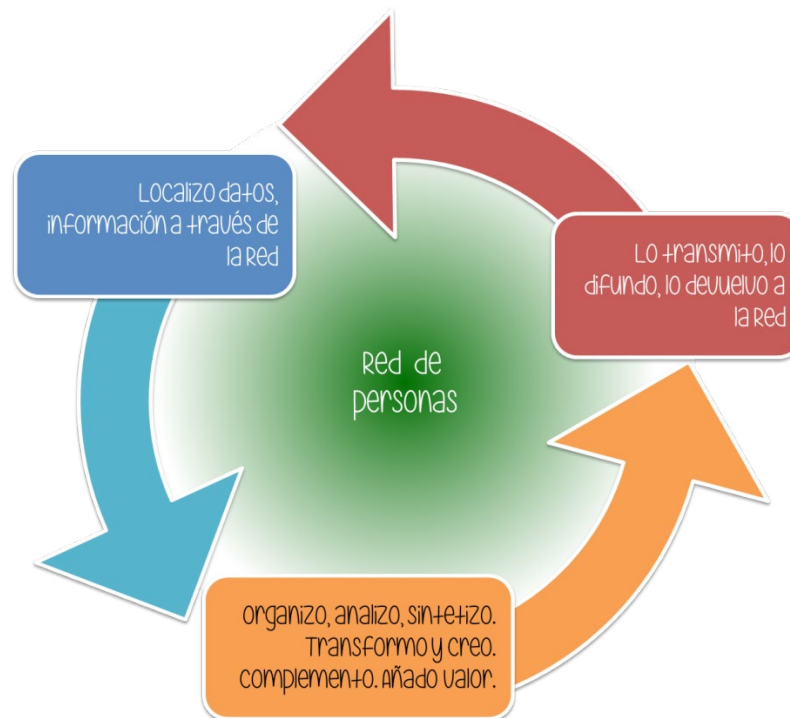 Localizo datos,
información a través de
la Red
Lo transmito, lo
difundo, lo devuelvo a
la Red
Red de
personas
Organizo, analizo, sintetizo.
Transformo y creo.
Complemento. Añado valor.